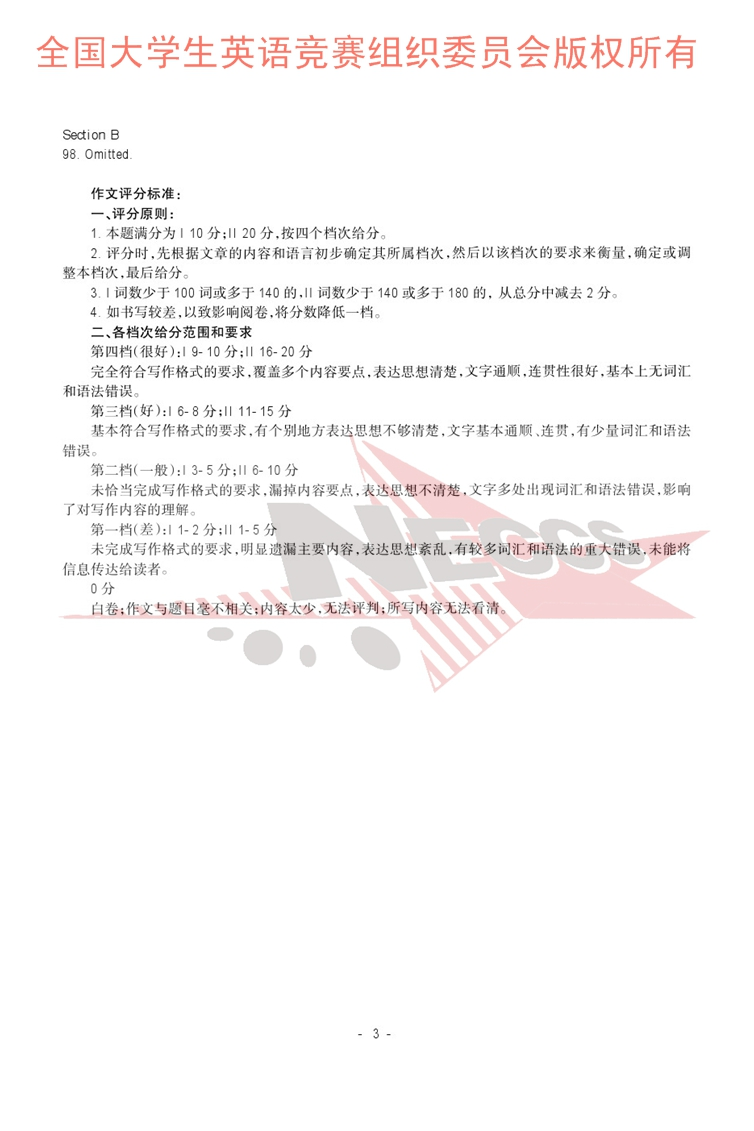 全国大学生英语竞赛组织委员会版权所有
Section B
98. Omitted.
作文评分标准:
一、评分原则:
1. 本题满分为 I 10 分;II 20 分,按四个档次给分。
2. 评分时,先根据文章的内容和语言初步确定其所属档次,然后以该档次的要求来衡量,确定或调
整本档次,最后给分。
3. I 词数少于 100 词或多于 140 的,II 词数少于 140 或多于 180 的, 从总分中减去 2 分。
4. 如书写较差,以致影响阅卷,将分数降低一档。
二、各档次给分范围和要求
第四档(很好):I 9- 10 分;II 16- 20 分
完全符合写作格式的要求,覆盖多个内容要点,表达思想清楚,文字通顺,连贯性很好,基本上无词汇
和语法错误。
第三档(好):I 6- 8 分;II 11- 15 分
基本符合写作格式的要求,有个别地方表达思想不够清楚,文字基本通顺、连贯,有少量词汇和语法
错误。
第二档(一般):I 3- 5 分;II 6- 10 分
未恰当完成写作格式的要求,漏掉内容要点,表达思想不清楚,文字多处出现词汇和语法错误,影响
了对写作内容的理解。
第一档(差):I 1- 2 分;II 1- 5 分
未完成写作格式的要求,明显遗漏主要内容,表达思想紊乱,有较多词汇和语法的重大错误,未能将
信息传达给读者。
0 分
白卷;作文与题目毫不相关;内容太少,无法评判;所写内容无法看清。
NECCS
- 3 -